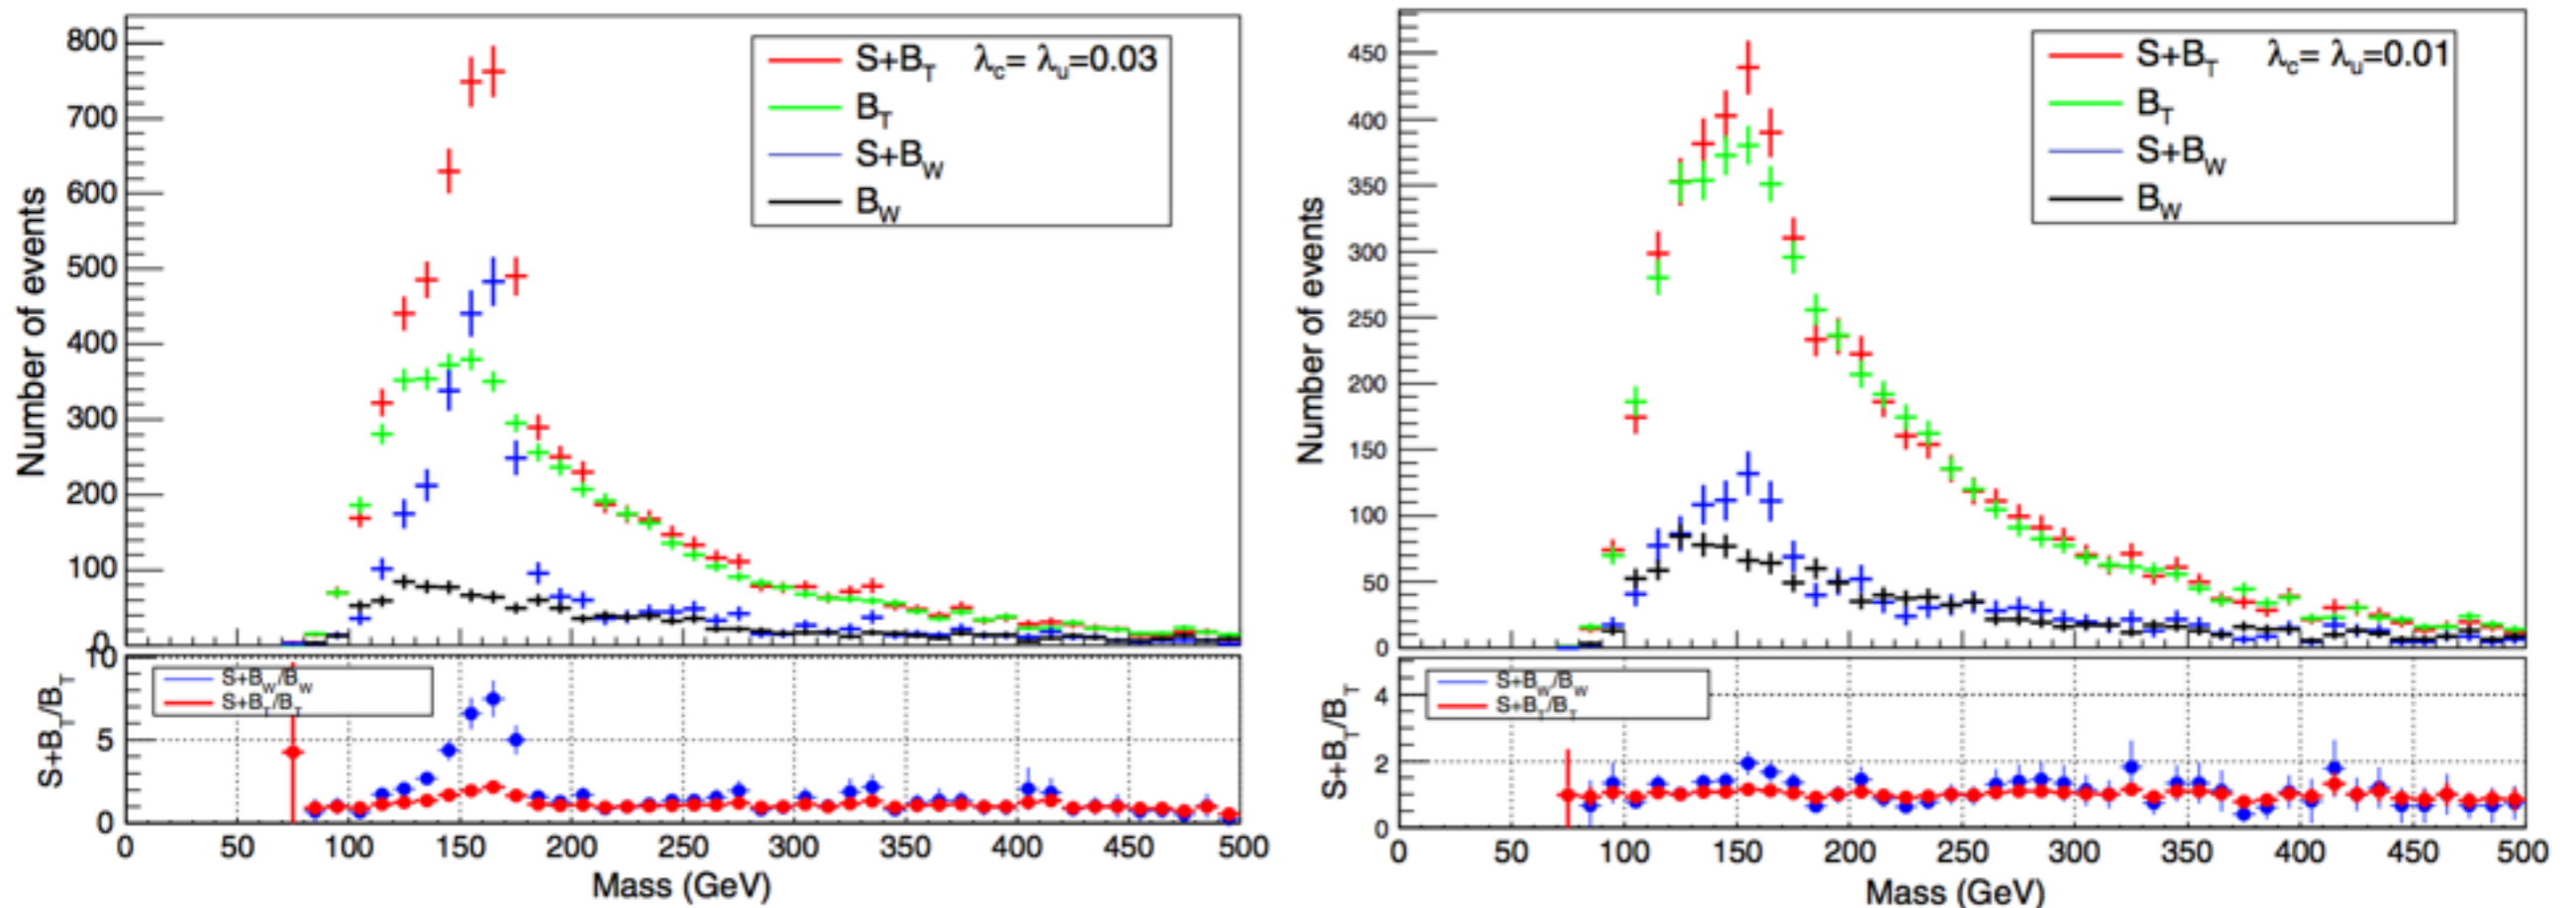 800
700
600
500
400
300
200
100
0
Number of events
S+B_T λ_c= λ_u=0.03
B_T
S+B_W
B_W
10
5
0
S+B_T/B_T
S+B_W/B_W
S+B_T/B_T
0 50 100 150 200 250 300 350 400 450 500
Mass (GeV)
450
400
350
300
250
200
150
100
50
0
Number of events
S+B_T λ_c= λ_u=0.01
B_T
S+B_W
B_W
4
2
0
S+B_T/B_T
S+B_W/B_W
S+B_T/B_T
0 50 100 150 200 250 300 350 400 450 500
Mass (GeV)